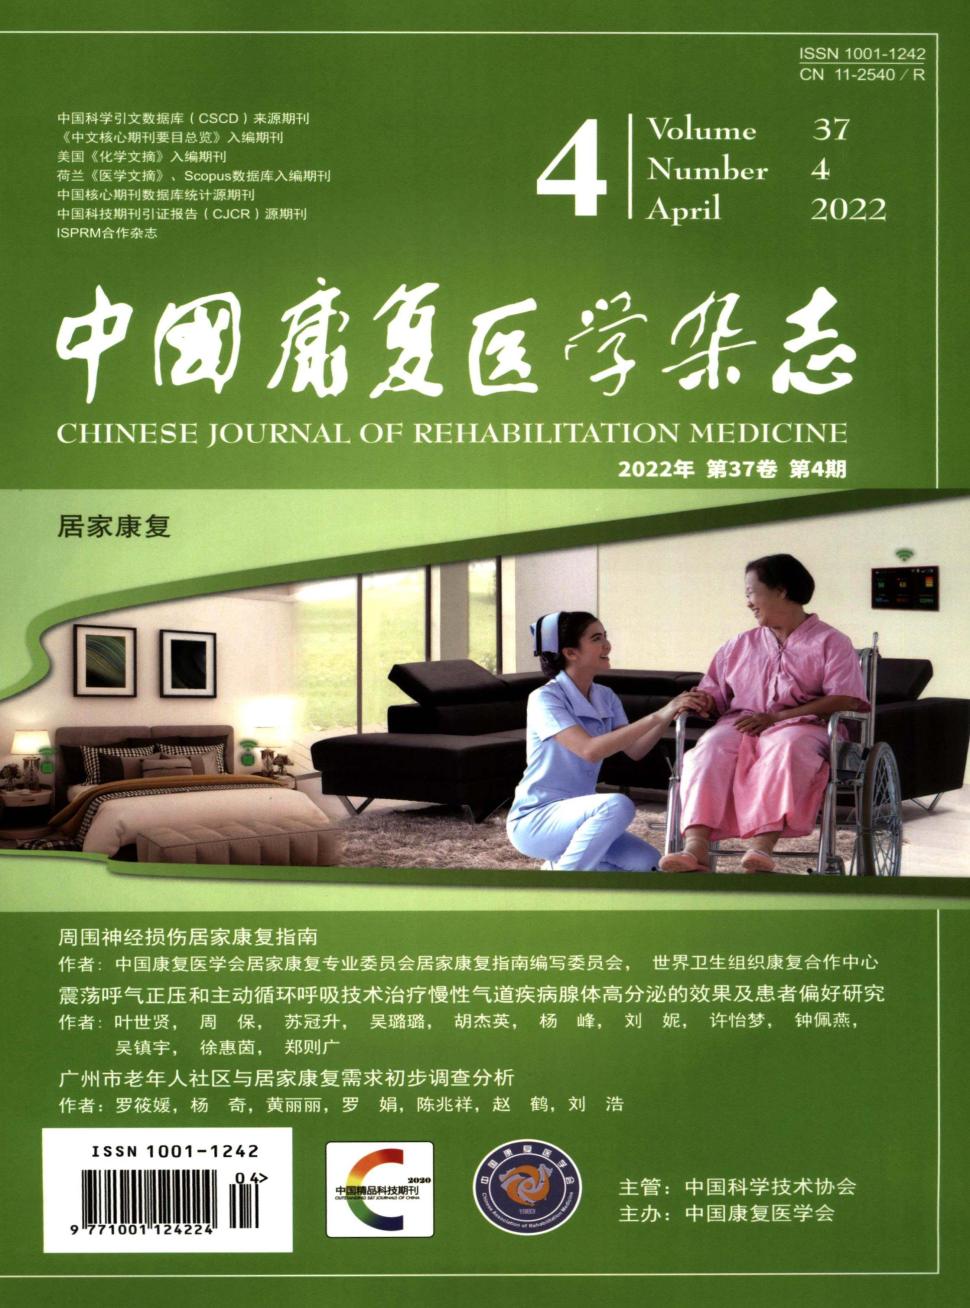 ISSN 1001-1242
CN 11-2540/R
中国科学引文数据库（CSCD）来源期刊
《中文核心期刊要目总览》入编期刊
美国《化学文摘》入编期刊
荷兰《医学文摘》、Scopus数据库入编期刊
中国核心期刊数据库统计源期刊
中国科技期刊引证报告（CJCR）源期刊
ISPRM合作杂志
4
Volume 37
Number 4
April 2022
中國康复医学杂志
CHINESE JOURNAL OF REHABILITATION MEDICINE
2022年 第37卷 第4期
居家康复
周围神经损伤居家康复指南
作者： 中国康复医学会居家康复专业委员会居家康复指南编写委员会， 世界卫生组织康复合作中心
震荡呼气正压和主动循环呼吸技术治疗慢性气道疾病腺体高分泌的效果及患者偏好研究
作者：叶世贤， 周 保， 苏冠升， 吴璐璐， 胡杰英， 杨 峰， 刘 妮， 许怡梦， 钟佩燕，
吴镇宇， 徐惠茵， 郑则广
广州市老年人社区与居家康复需求初步调查分析
作者：罗筱媛，杨 奇，黄丽丽，罗 娟，陈兆祥，赵 鹤，刘 浩
ISSN 1001-1242
04>
9 771001 124224
2020
中国精品科技期刊
OUTSTANDING S&T JOURNALS OF CHINA
中国康复医学会
1983
Chinese Association of Rehabilitation Medicine
主管：中国科学技术协会
主办：中国康复医学会